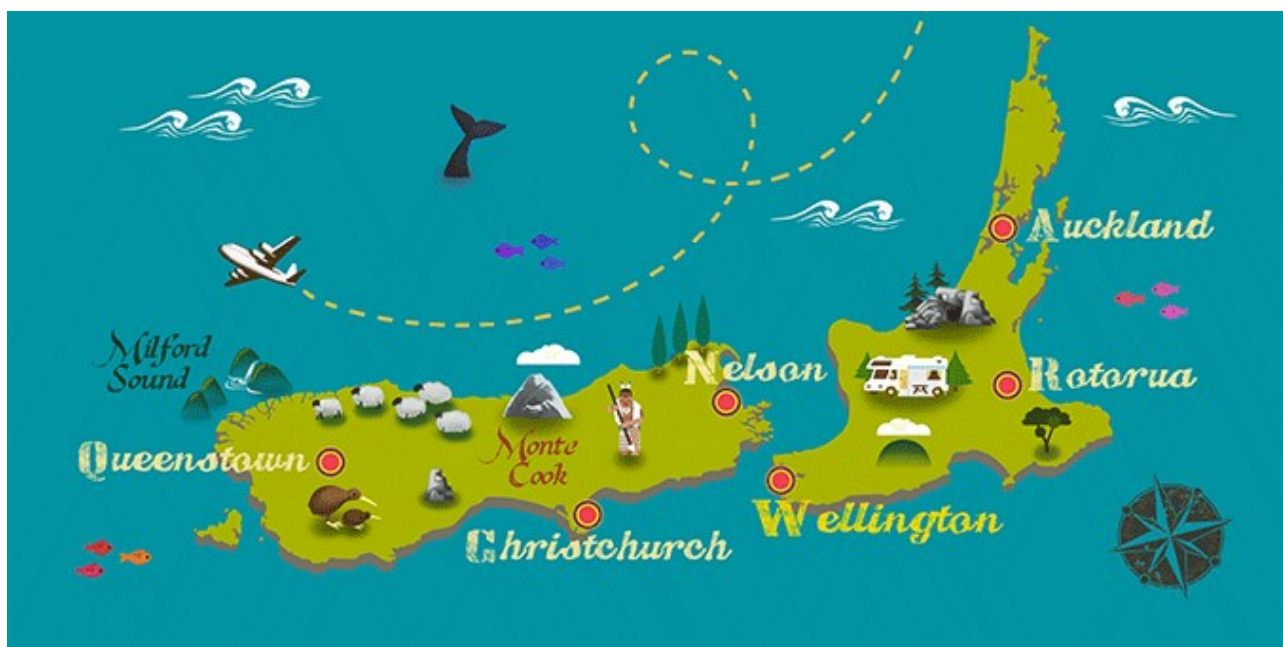 Auckland
Milford
Sound
Nelson
Rotorua
Queenstown
Monte
Cook
Wellington
Christchurch